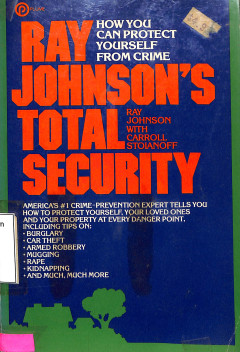 HOW YOU
CAN PROTECT
YOURSELF
FROM CRIME
RAY
JOHNSON'S
TOTAL
RAY
JOHNSON
WITH
CARROLL
STOJANOFF
SECURITY
AMERICA'S #1 CRIME-PREVENTION EXPERT TELLS YOU
HOW TO PROTECT YOURSELF, YOUR LOVED ONES
AND YOUR PROPERTY AT EVERY DANGER POINT,
INCLUDING TIPS ON:
• BURGLARY
• CAR THEFT
• ARMED ROBBERY
• MUGGING
• RAPE
• KIDNAPPING
• AND MUCH, MUCH MORE